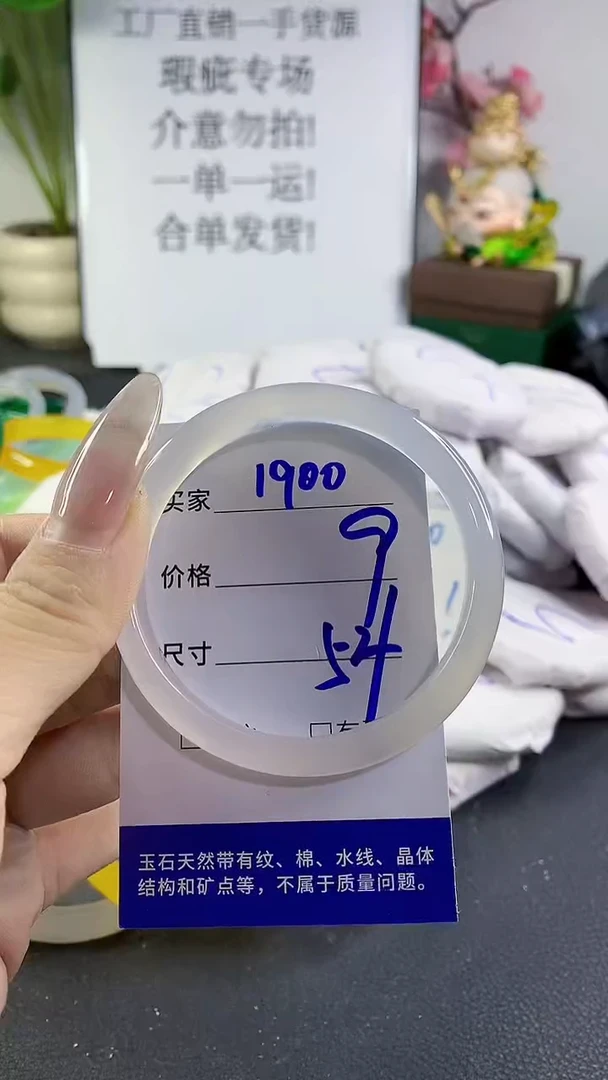 工厂直销一手货源
瑕疵专场
介意勿拍!
一单一运!
合单发货!
买家 1900
价格 9
尺寸 54
玉石天然带有纹、棉、水线、晶体
结构和矿点等，不属于质量问题。